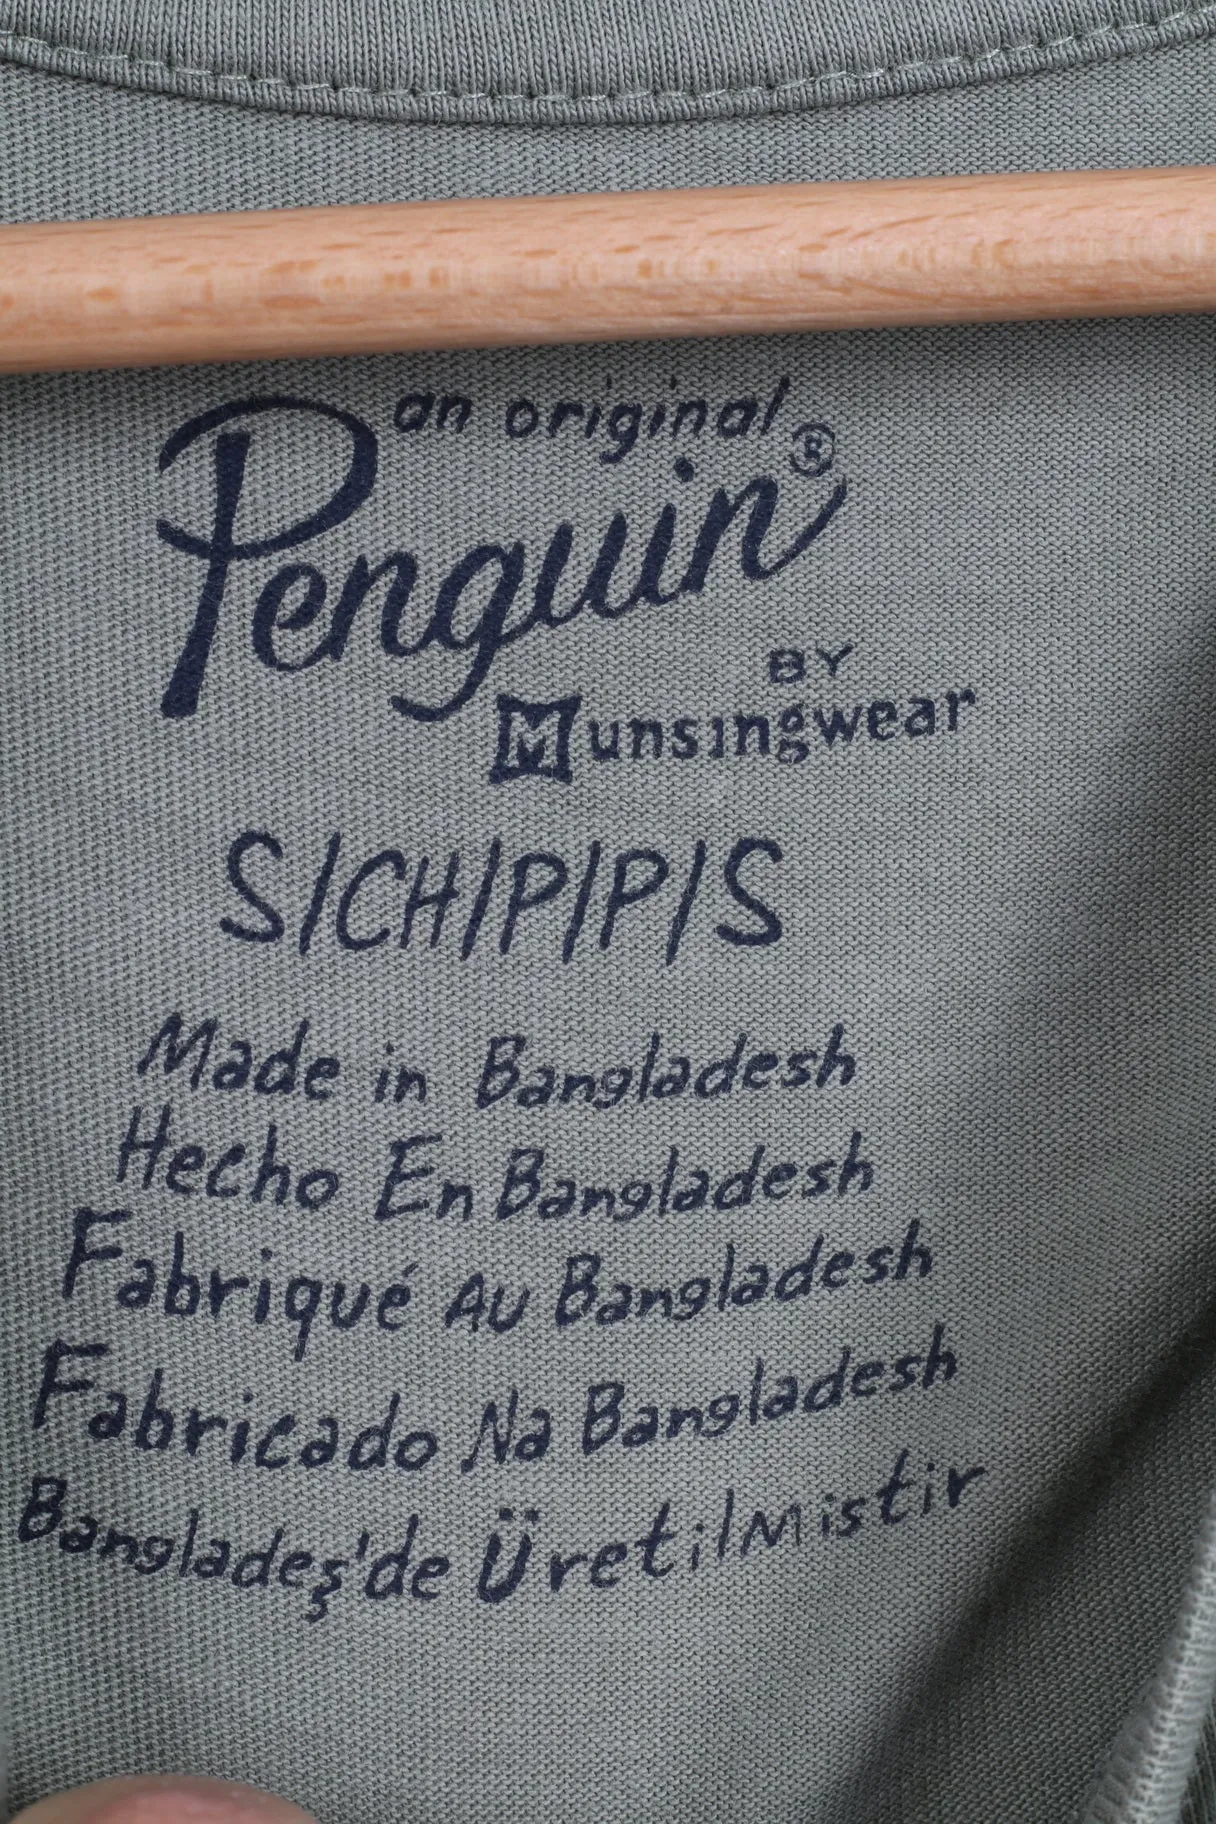 an original
Penguin®
BY
Munsingwear
S/CH/P/P/S
Made in Bangladesh
Hecho En Bangladesh
Fabriqué Au Bangladesh
Fabricado Na Bangladesh
Bangladeş'de ÜretilMistir